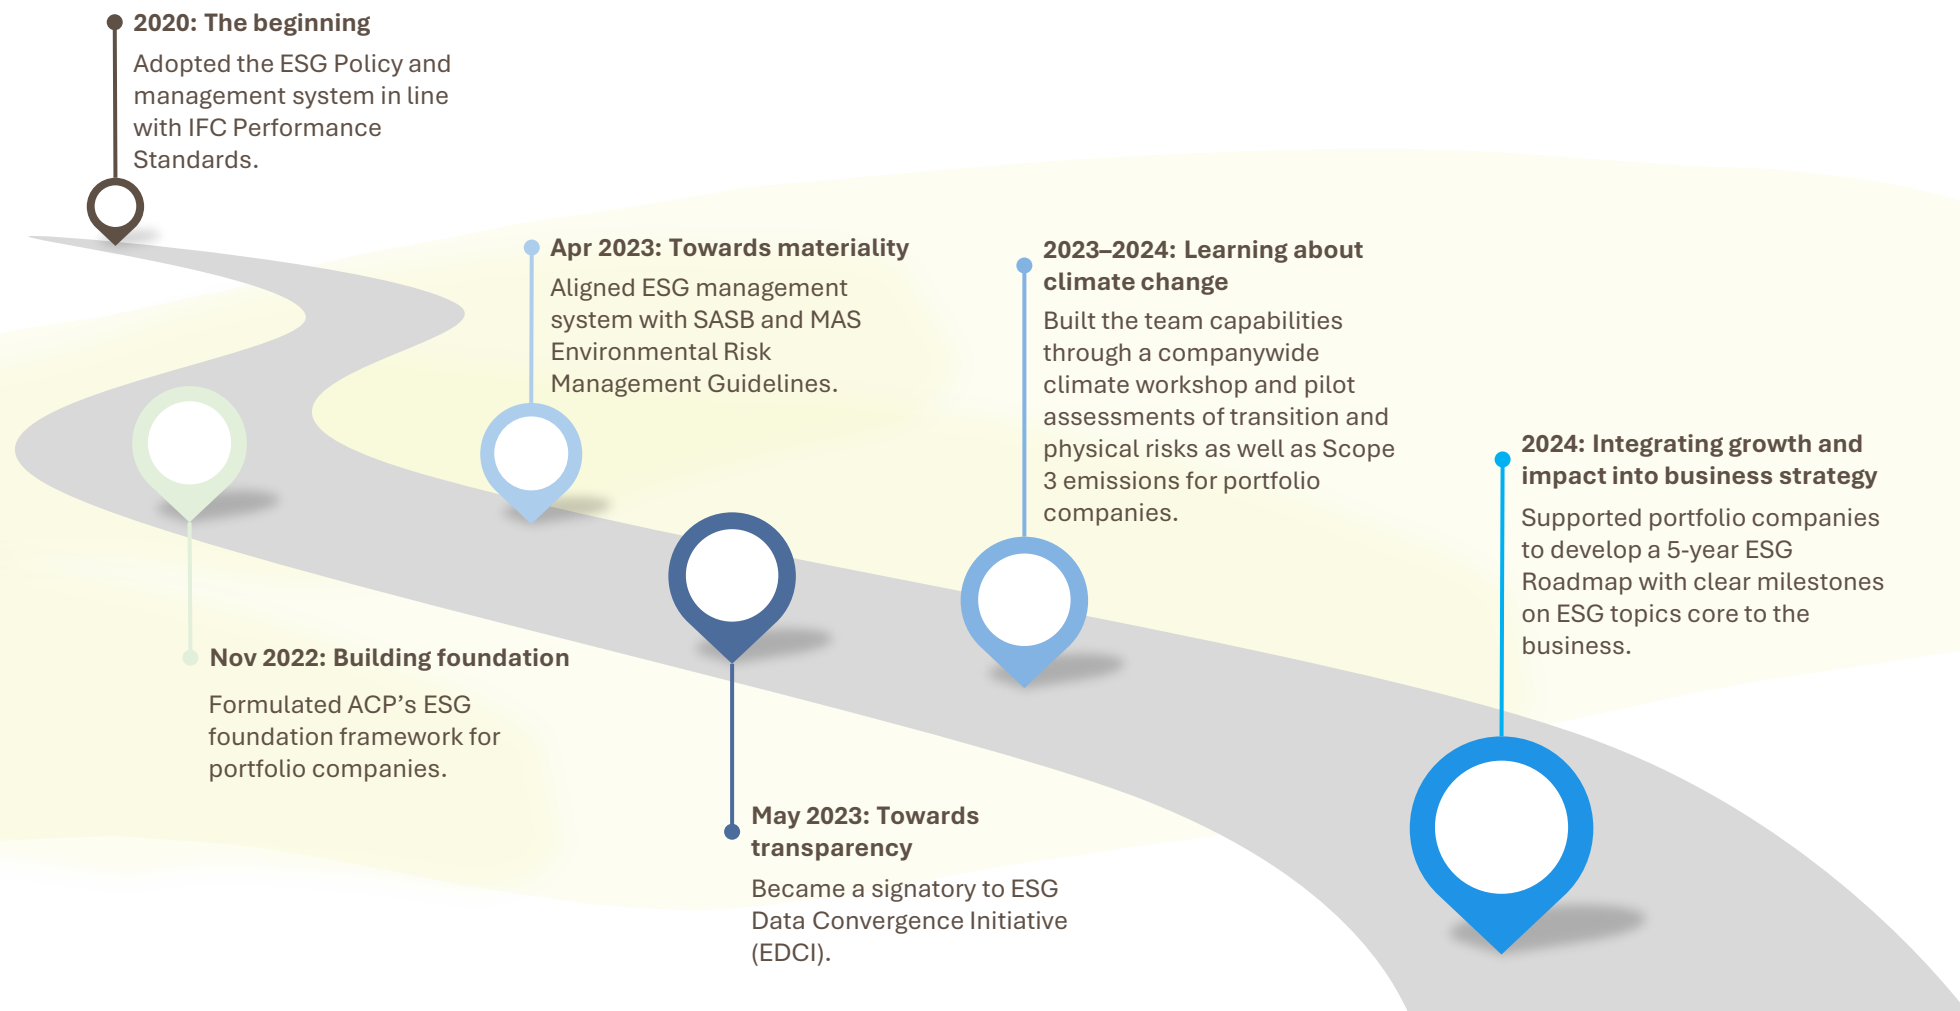 2020: The beginning
Adopted the ESG Policy and
management system in line
with IFC Performance
Standards.
Nov 2022: Building foundation
Formulated ACP’s ESG
foundation framework for
portfolio companies.
Apr 2023: Towards materiality
Aligned ESG management
system with SASB and MAS
Environmental Risk
Management Guidelines.
May 2023: Towards
transparency
Became a signatory to ESG
Data Convergence Initiative
(EDCI).
2023–2024: Learning about
climate change
Built the team capabilities
through a companywide
climate workshop and pilot
assessments of transition and
physical risks as well as Scope
3 emissions for portfolio
companies.
2024: Integrating growth and
impact into business strategy
Supported portfolio companies
to develop a 5-year ESG
Roadmap with clear milestones
on ESG topics core to the
business.